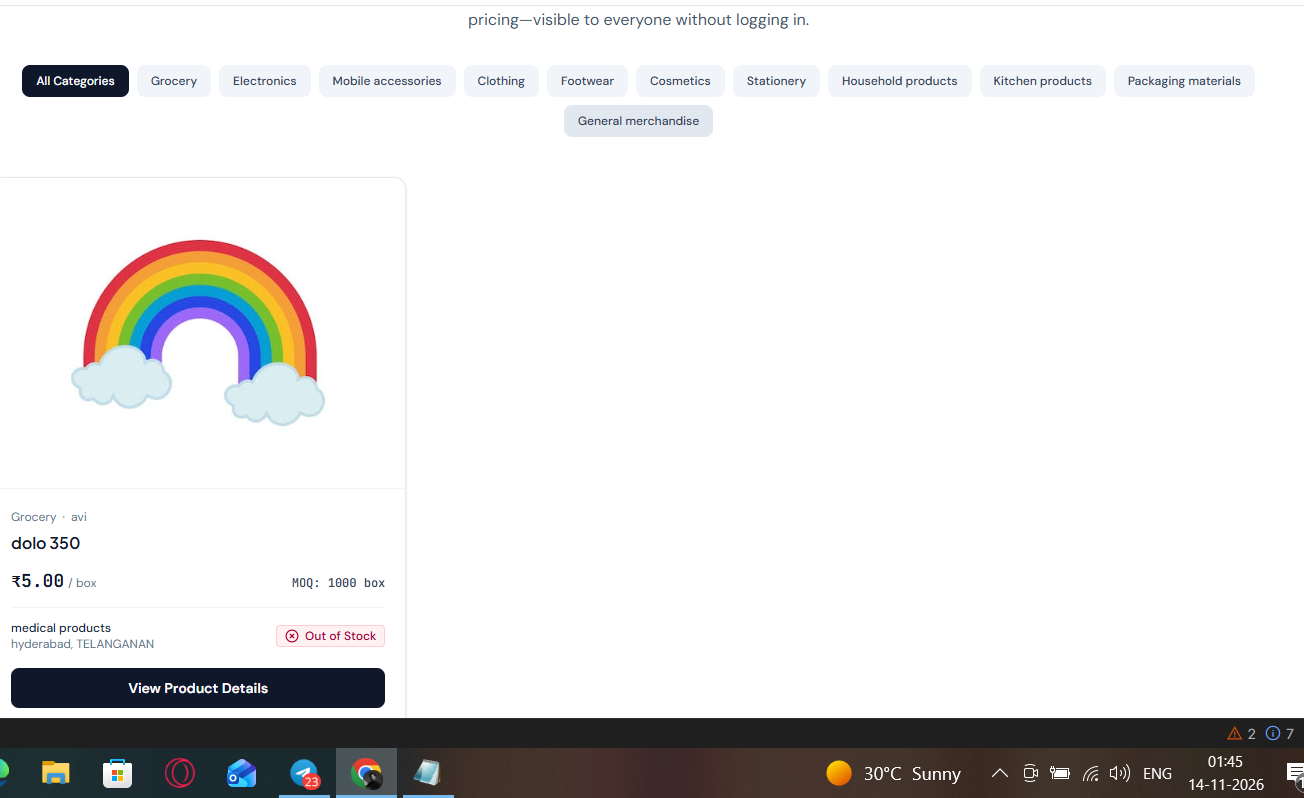 pricing—visible to everyone without logging in.
All Categories Grocery Electronics Mobile accessories Clothing Footwear Cosmetics Stationery Household products Kitchen products Packaging materials
General merchandise
Grocery · avi
dolo 350
₹5.00 / box MOQ: 1000 box
medical products
hyderabad, TELANGANAN
Out of Stock
View Product Details
2 7
23
30°C Sunny
ENG
01:45
14-11-2026